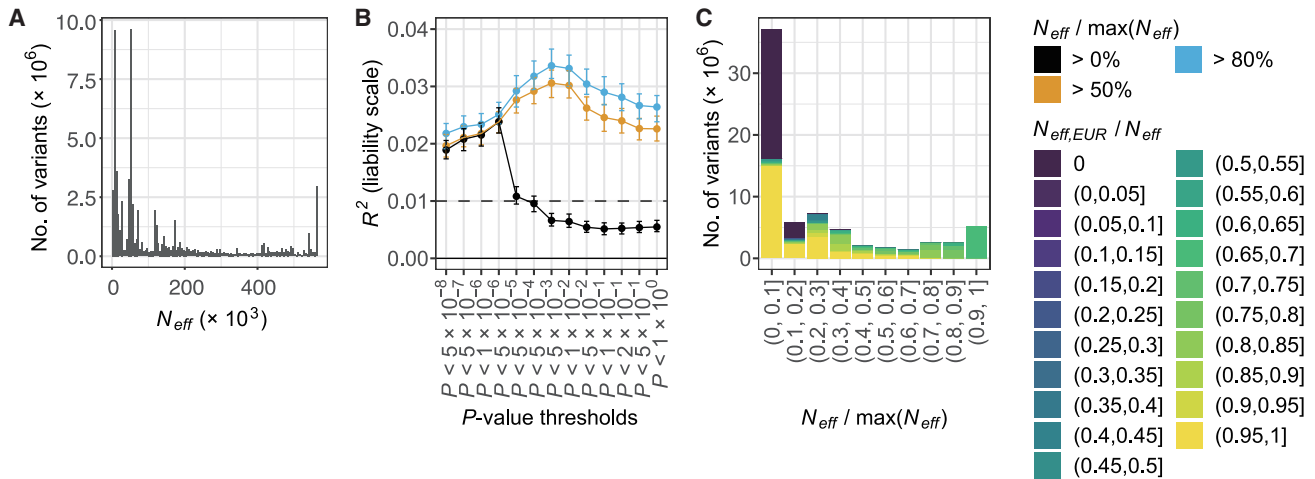 A
No. of variants (× 10⁶)
10.0
7.5
5.0
2.5
0.0
0
200
400
N_eff (× 10³)
B
R² (liability scale)
0.04
0.03
0.02
0.01
0.00
P < 5 × 10⁻⁸
P < 5 × 10⁻⁷
P < 1 × 10⁻⁶
P < 5 × 10⁻⁶
P < 5 × 10⁻⁵
P < 5 × 10⁻⁴
P < 5 × 10⁻³
P < 1 × 10⁻²
P < 5 × 10⁻²
P < 1 × 10⁻¹
P < 2 × 10⁻¹
P < 5 × 10⁻¹
P < 1 × 10⁰
P-value thresholds
C
No. of variants (× 10⁶)
30
20
10
0
(0, 0.1]
(0.1, 0.2]
(0.2, 0.3]
(0.3, 0.4]
(0.4, 0.5]
(0.5, 0.6]
(0.6, 0.7]
(0.7, 0.8]
(0.8, 0.9]
(0.9, 1]
N_eff / max(N_eff)
N_eff / max(N_eff)
> 0%
> 50%
> 80%
N_eff,EUR / N_eff
0
(0,0.05]
(0.05,0.1]
(0.1,0.15]
(0.15,0.2]
(0.2,0.25]
(0.25,0.3]
(0.3,0.35]
(0.35,0.4]
(0.4,0.45]
(0.45,0.5]
(0.5,0.55]
(0.55,0.6]
(0.6,0.65]
(0.65,0.7]
(0.7,0.75]
(0.75,0.8]
(0.8,0.85]
(0.85,0.9]
(0.9,0.95]
(0.95,1]